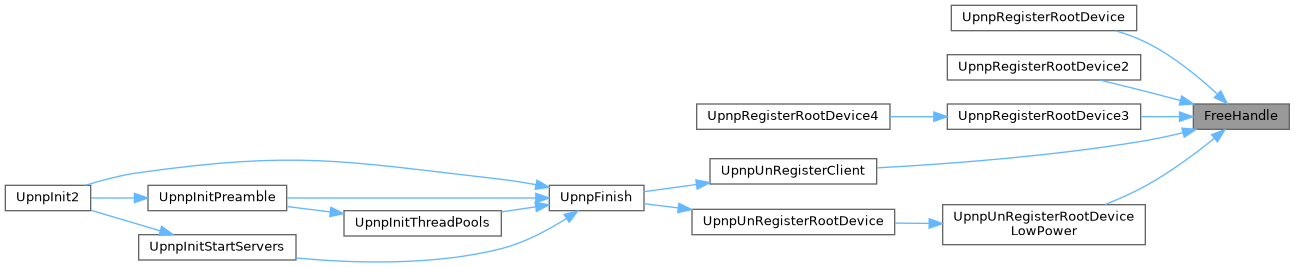 UpnpRegisterRootDevice
UpnpRegisterRootDevice2
UpnpRegisterRootDevice4
UpnpRegisterRootDevice3
FreeHandle
UpnpUnRegisterClient
UpnpInit2
UpnpInitPreamble
UpnpFinish
UpnpInitThreadPools
UpnpUnRegisterRootDevice
UpnpUnRegisterRootDevice
LowPower
UpnpInitStartServers